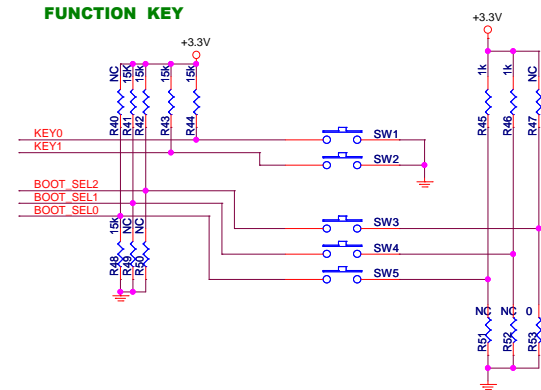 FUNCTION KEY
+3.3V
+3.3V
NC
15K
15k
15k
15k
1k
1k
NC
R40
R41
R42
R43
R44
R45
R46
R47
KEY0
SW1
KEY1
SW2
BOOT_SEL2
BOOT_SEL1
BOOT_SEL0
SW3
15k
NC
NC
SW4
R48
R49
R50
SW5
NC
NC
0
R51
R52
R53